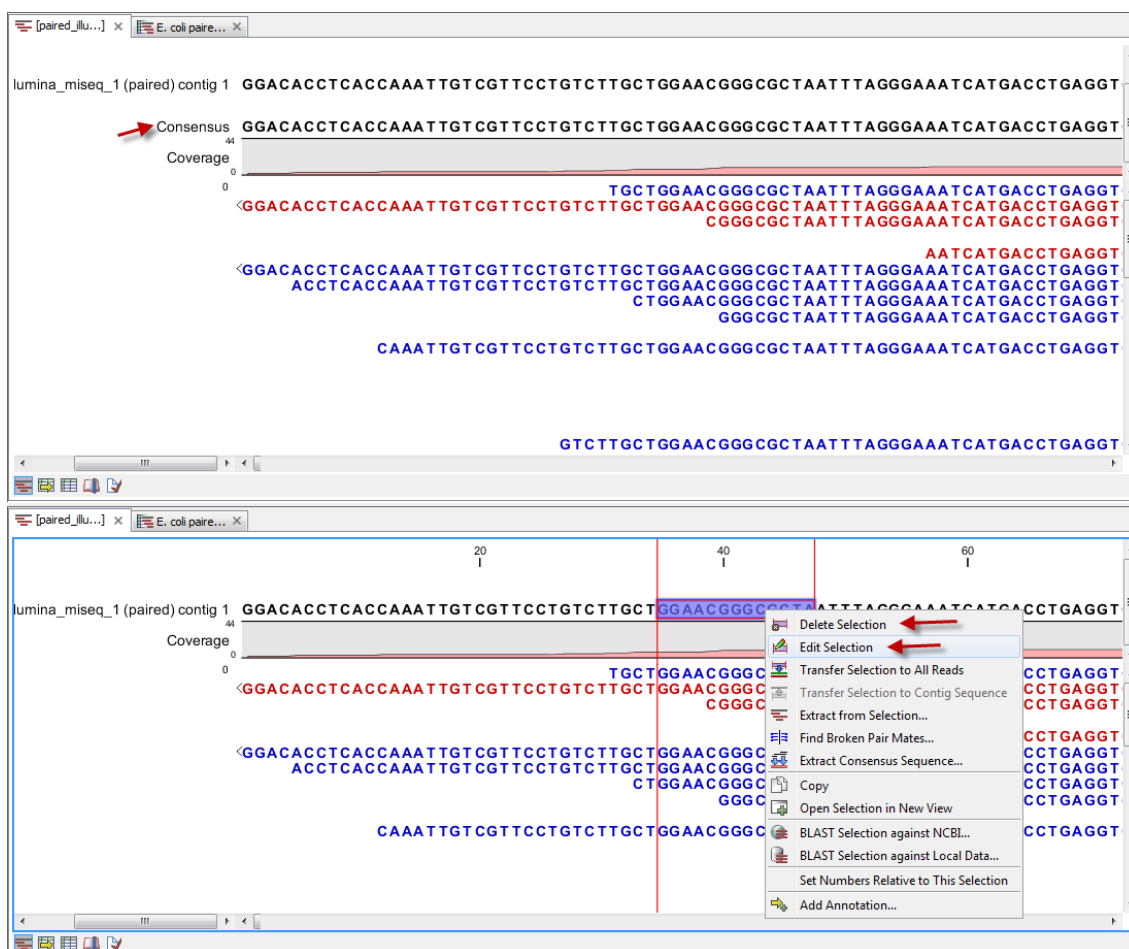 [paired_illu...] E. coli paire...
lumina_miseq_1 (paired) contig 1 GGACACCTCACCAAATTGTCGTTCCTGTCTTGCTGGAACGGGCGCTAATTTAGGGAAATCATGACCTGAGGT
Consensus GGACACCTCACCAAATTGTCGTTCCTGTCTTGCTGGAACGGGCGCTAATTTAGGGAAATCATGACCTGAGGT
44
Coverage
0
0
TGCTGGAACGGGCGCTAATTTAGGGAAATCATGACCTGAGGT
<GGACACCTCACCAAATTGTCGTTCCTGTCTTGCTGGAACGGGCGCTAATTTAGGGAAATCATGACCTGAGGT
CGGGCGCTAATTTAGGGAAATCATGACCTGAGGT
AATCATGACCTGAGGT
<GGACACCTCACCAAATTGTCGTTCCTGTCTTGCTGGAACGGGCGCTAATTTAGGGAAATCATGACCTGAGGT
ACCTCACCAAATTGTCGTTCCTGTCTTGCTGGAACGGGCGCTAATTTAGGGAAATCATGACCTGAGGT
CTGGAACGGGCGCTAATTTAGGGAAATCATGACCTGAGGT
GGGCGCTAATTTAGGGAAATCATGACCTGAGGT
CAAATTGTCGTTCCTGTCTTGCTGGAACGGGCGCTAATTTAGGGAAATCATGACCTGAGGT
GTCTTGCTGGAACGGGCGCTAATTTAGGGAAATCATGACCTGAGGT
[paired_illu...] E. coli paire...
20 40 60
lumina_miseq_1 (paired) contig 1 GGACACCTCACCAAATTGTCGTTCCTGTCTTGCTGGAACGGGCGCTAATTTAGGGAAATCATGACCTGAGGT
44
Coverage
0
0
TGCTGGAACGGGC CCTGAGGT
<GGACACCTCACCAAATTGTCGTTCCTGTCTTGCTGGAACGGGC CCTGAGGT
CGGGC CCTGAGGT
CCTGAGGT
<GGACACCTCACCAAATTGTCGTTCCTGTCTTGCTGGAACGGGC CCTGAGGT
ACCTCACCAAATTGTCGTTCCTGTCTTGCTGGAACGGGC CCTGAGGT
CTGGAACGGGC CCTGAGGT
GGGC CCTGAGGT
CAAATTGTCGTTCCTGTCTTGCTGGAACGGGC CCTGAGGT
Delete Selection
Edit Selection
Transfer Selection to All Reads
Transfer Selection to Contig Sequence
Extract from Selection...
Find Broken Pair Mates...
Extract Consensus Sequence...
Copy
Open Selection in New View
BLAST Selection against NCBI...
BLAST Selection against Local Data...
Set Numbers Relative to This Selection
Add Annotation...